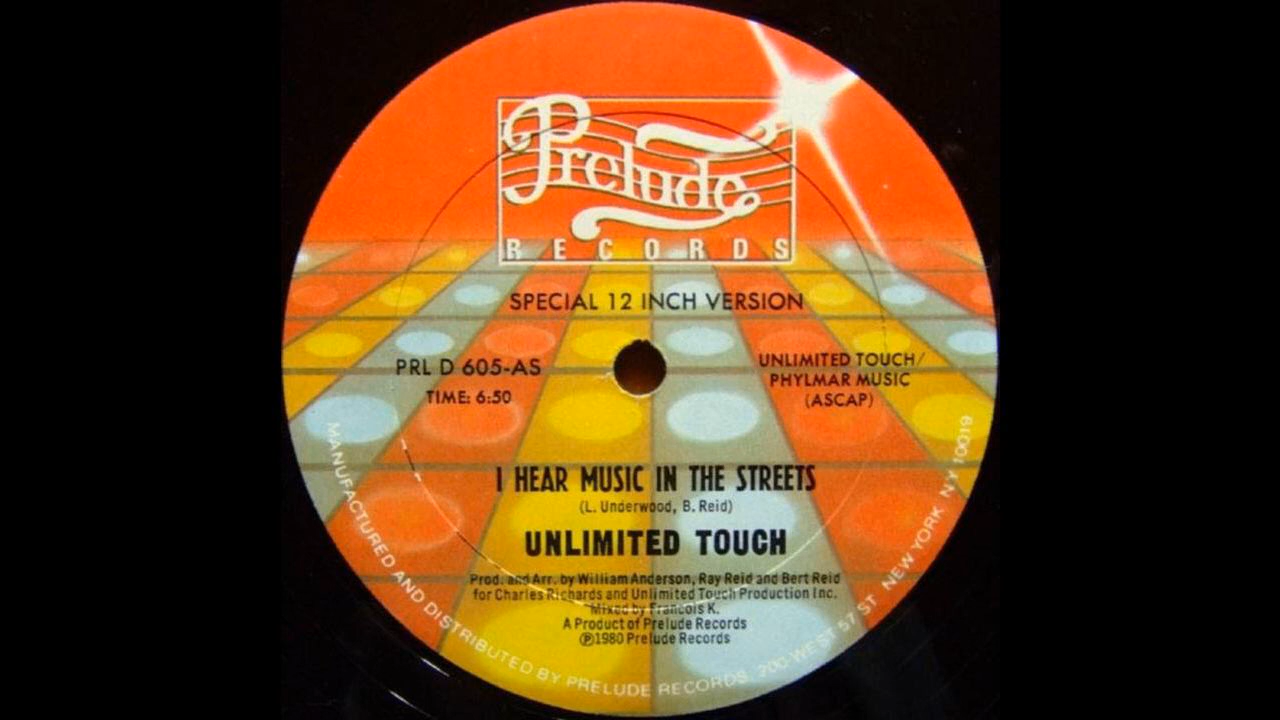 Prelude
RECORDS
SPECIAL 12 INCH VERSION
PRL D 605-AS
TIME: 6:50
UNLIMITED TOUCH/
PHYLMAR MUSIC
(ASCAP)
I HEAR MUSIC IN THE STREETS
(L. Underwood, B. Reid)
UNLIMITED TOUCH
Prod. and Arr. by William Anderson, Ray Reid and Bert Reid
for Charles Richards and Unlimited Touch Production Inc.
Mixed by Francois K.
A Product of Prelude Records
℗1980 Prelude Records
MANUFACTURED AND DISTRIBUTED BY PRELUDE RECORDS. 200 WEST 57 ST NEW YORK N.Y 10019